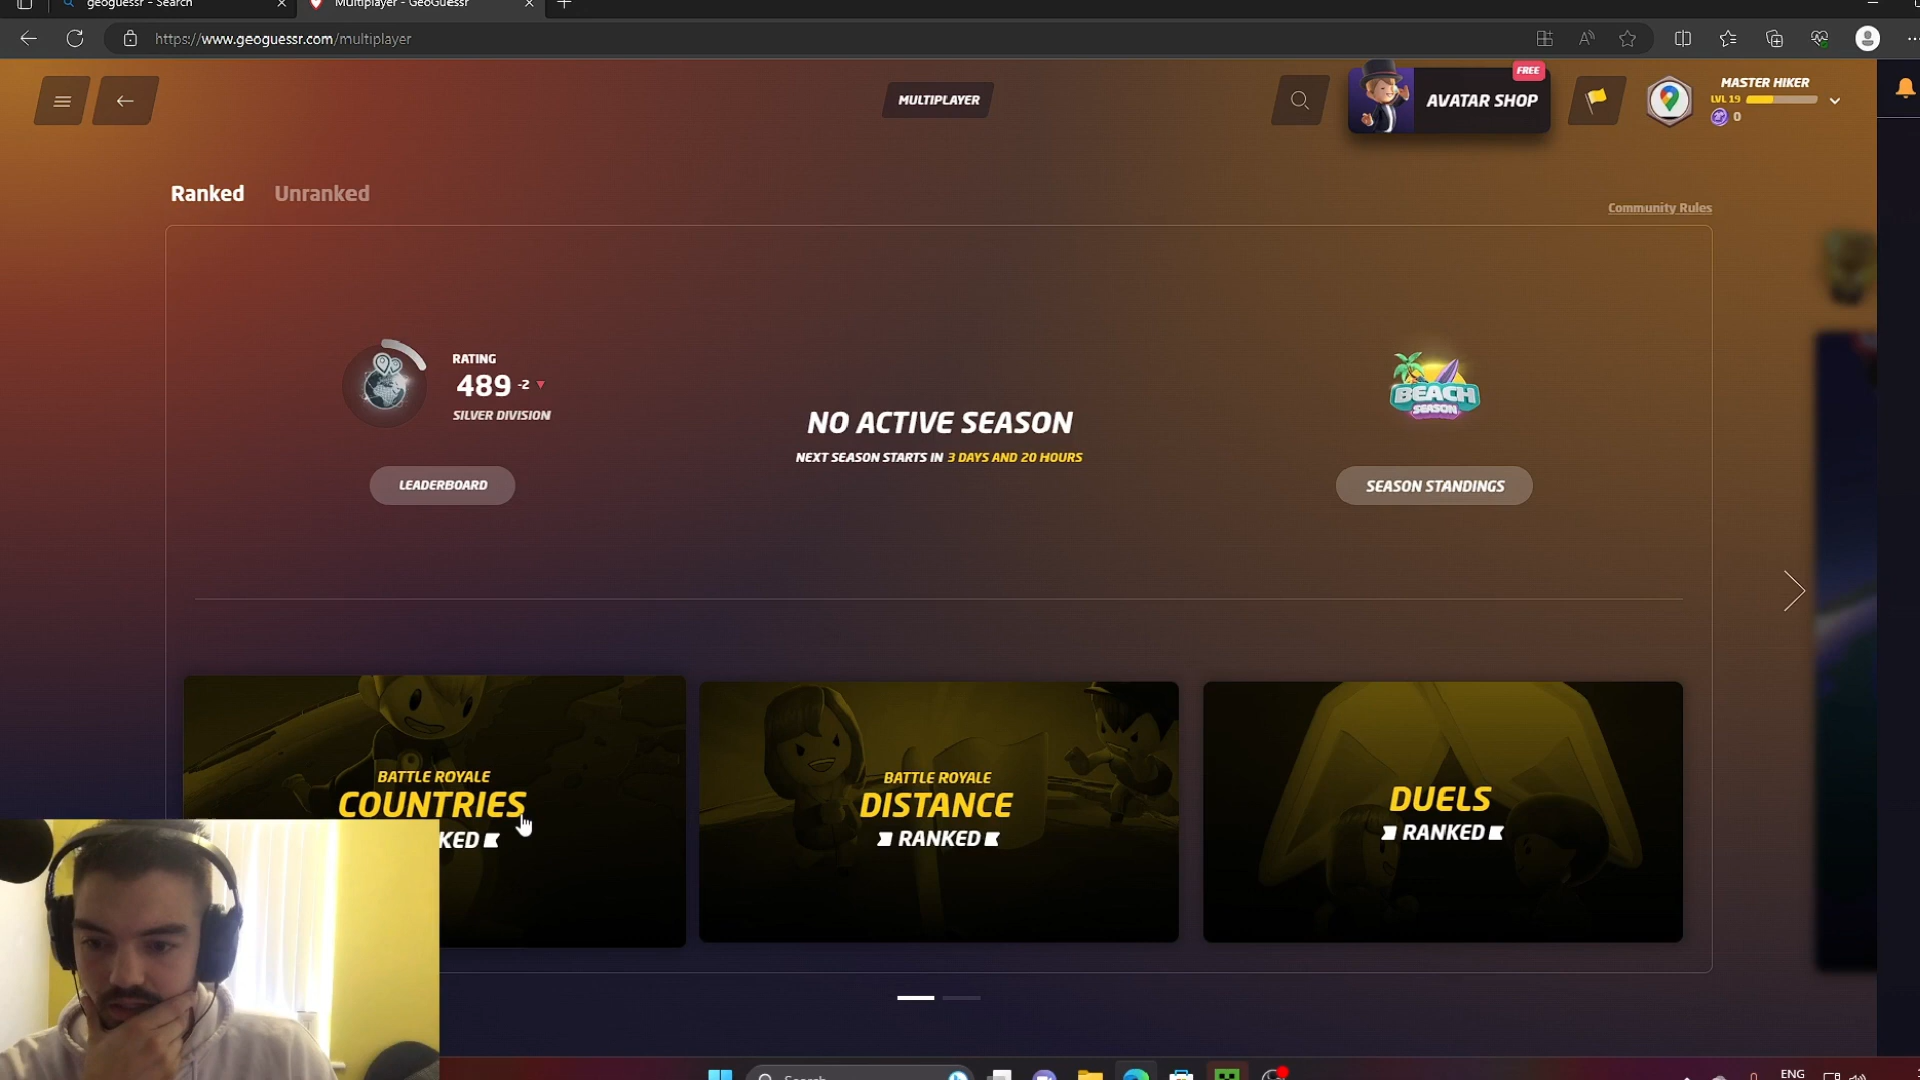 geoguessr - Search
Multiplayer - GeoGuessr
https://www.geoguessr.com/multiplayer
MULTIPLAYER
FREE
AVATAR SHOP
MASTER HIKER
LVL 19
0
Ranked
Unranked
Community Rules
RATING
489 -2
SILVER DIVISION
LEADERBOARD
NO ACTIVE SEASON
NEXT SEASON STARTS IN 3 DAYS AND 20 HOURS
BEACH
SEASON
SEASON STANDINGS
BATTLE ROYALE
COUNTRIES
KED
BATTLE ROYALE
DISTANCE
RANKED
DUELS
RANKED
Search
ENG